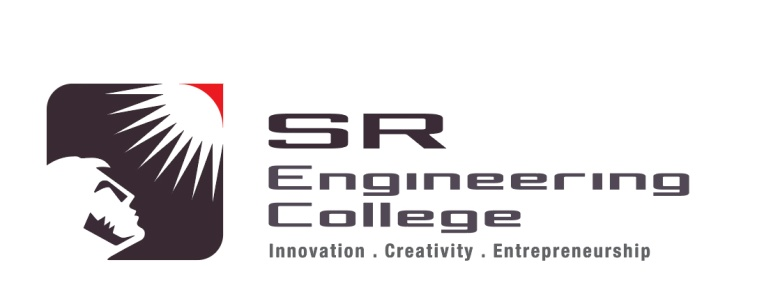 SR
Engineering
College
Innovation . Creativity . Entrepreneurship